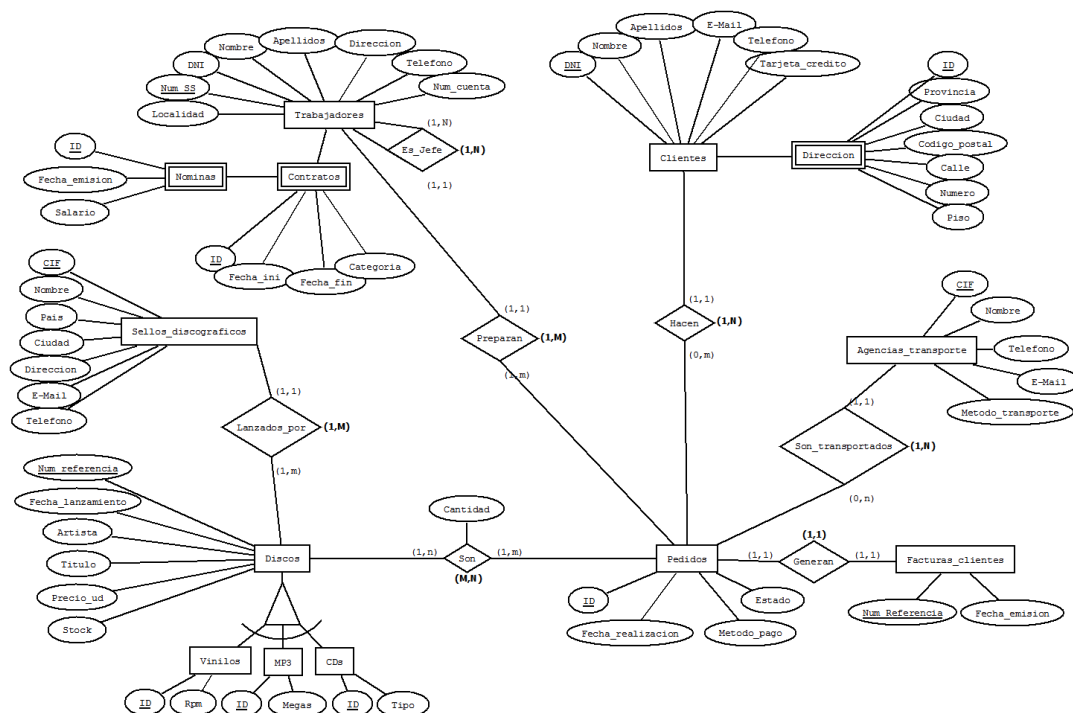 Nombre
Apellidos
Direccion
DNI
Telefono
Num_SS
Num_cuenta
Localidad
Trabajadores
(1,N)
Es_Jefe
(1,N)
(1,1)
ID
Fecha_emision
Salario
Nominas
Contratos
ID
Fecha_ini
Fecha_fin
Categoria
DNI
Nombre
Apellidos
E-Mail
Telefono
Tarjeta_credito
Clientes
Direccion
ID
Provincia
Ciudad
Codigo_postal
Calle
Numero
Piso
CIF
Nombre
Pais
Ciudad
Direccion
E-Mail
Telefono
Sellos_discograficos
(1,1)
Lanzados_por
(1,M)
(1,m)
(1,1)
Preparan
(1,M)
(1,m)
(1,1)
Hacen
(1,N)
(0,m)
CIF
Nombre
Telefono
E-Mail
Metodo_transporte
Agencias_transporte
(1,1)
Son_transportados
(1,N)
(0,n)
Num_referencia
Fecha_lanzamiento
Artista
Titulo
Precio_ud
Stock
Discos
Cantidad
(1,n)
Son
(1,m)
(M,N)
Pedidos
(1,1)
(1,1)
Generan
(1,1)
Facturas_clientes
ID
Fecha_realizacion
Metodo_pago
Estado
Num_Referencia
Fecha_emision
Vinilos
MP3
CDs
ID
Rpm
ID
Megas
ID
Tipo